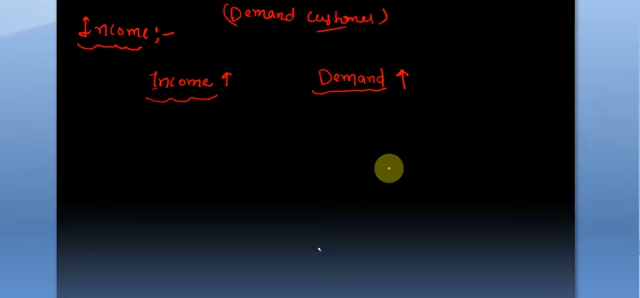 (Demand customer)
Income :-
Income ↑ Demand ↑